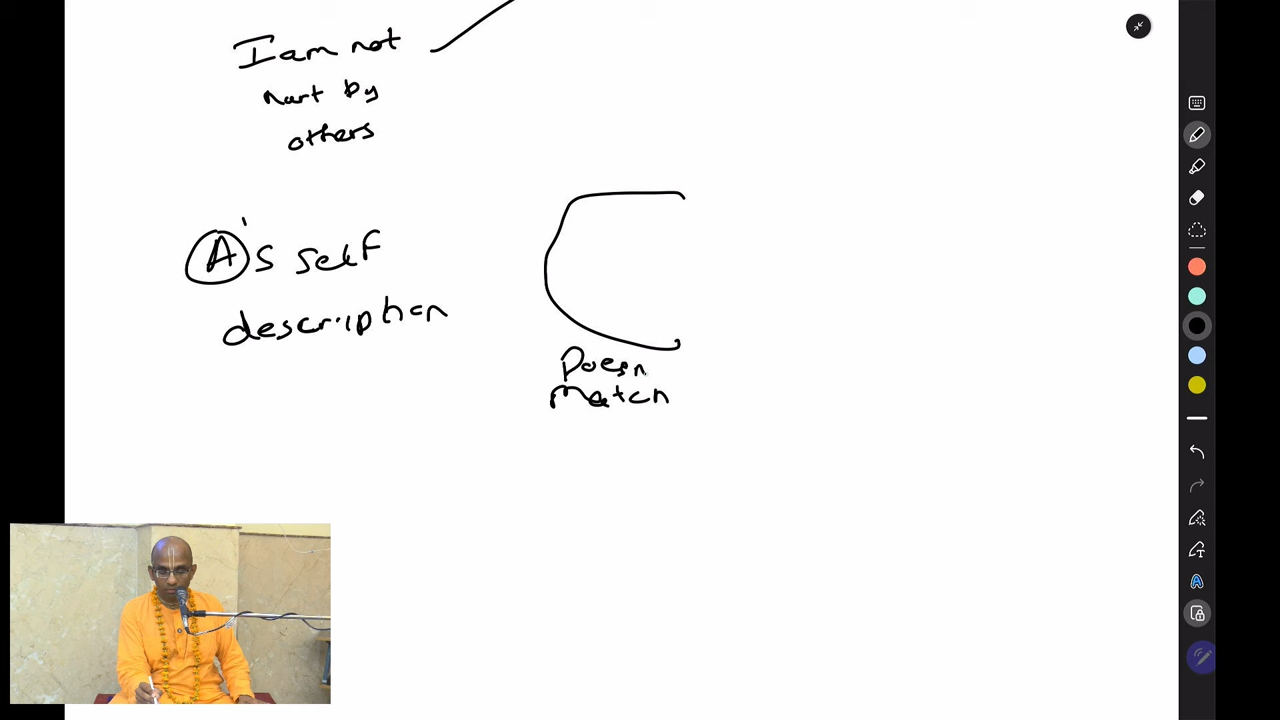 I am not
hurt by
others
A's self
description
Doesn
Match